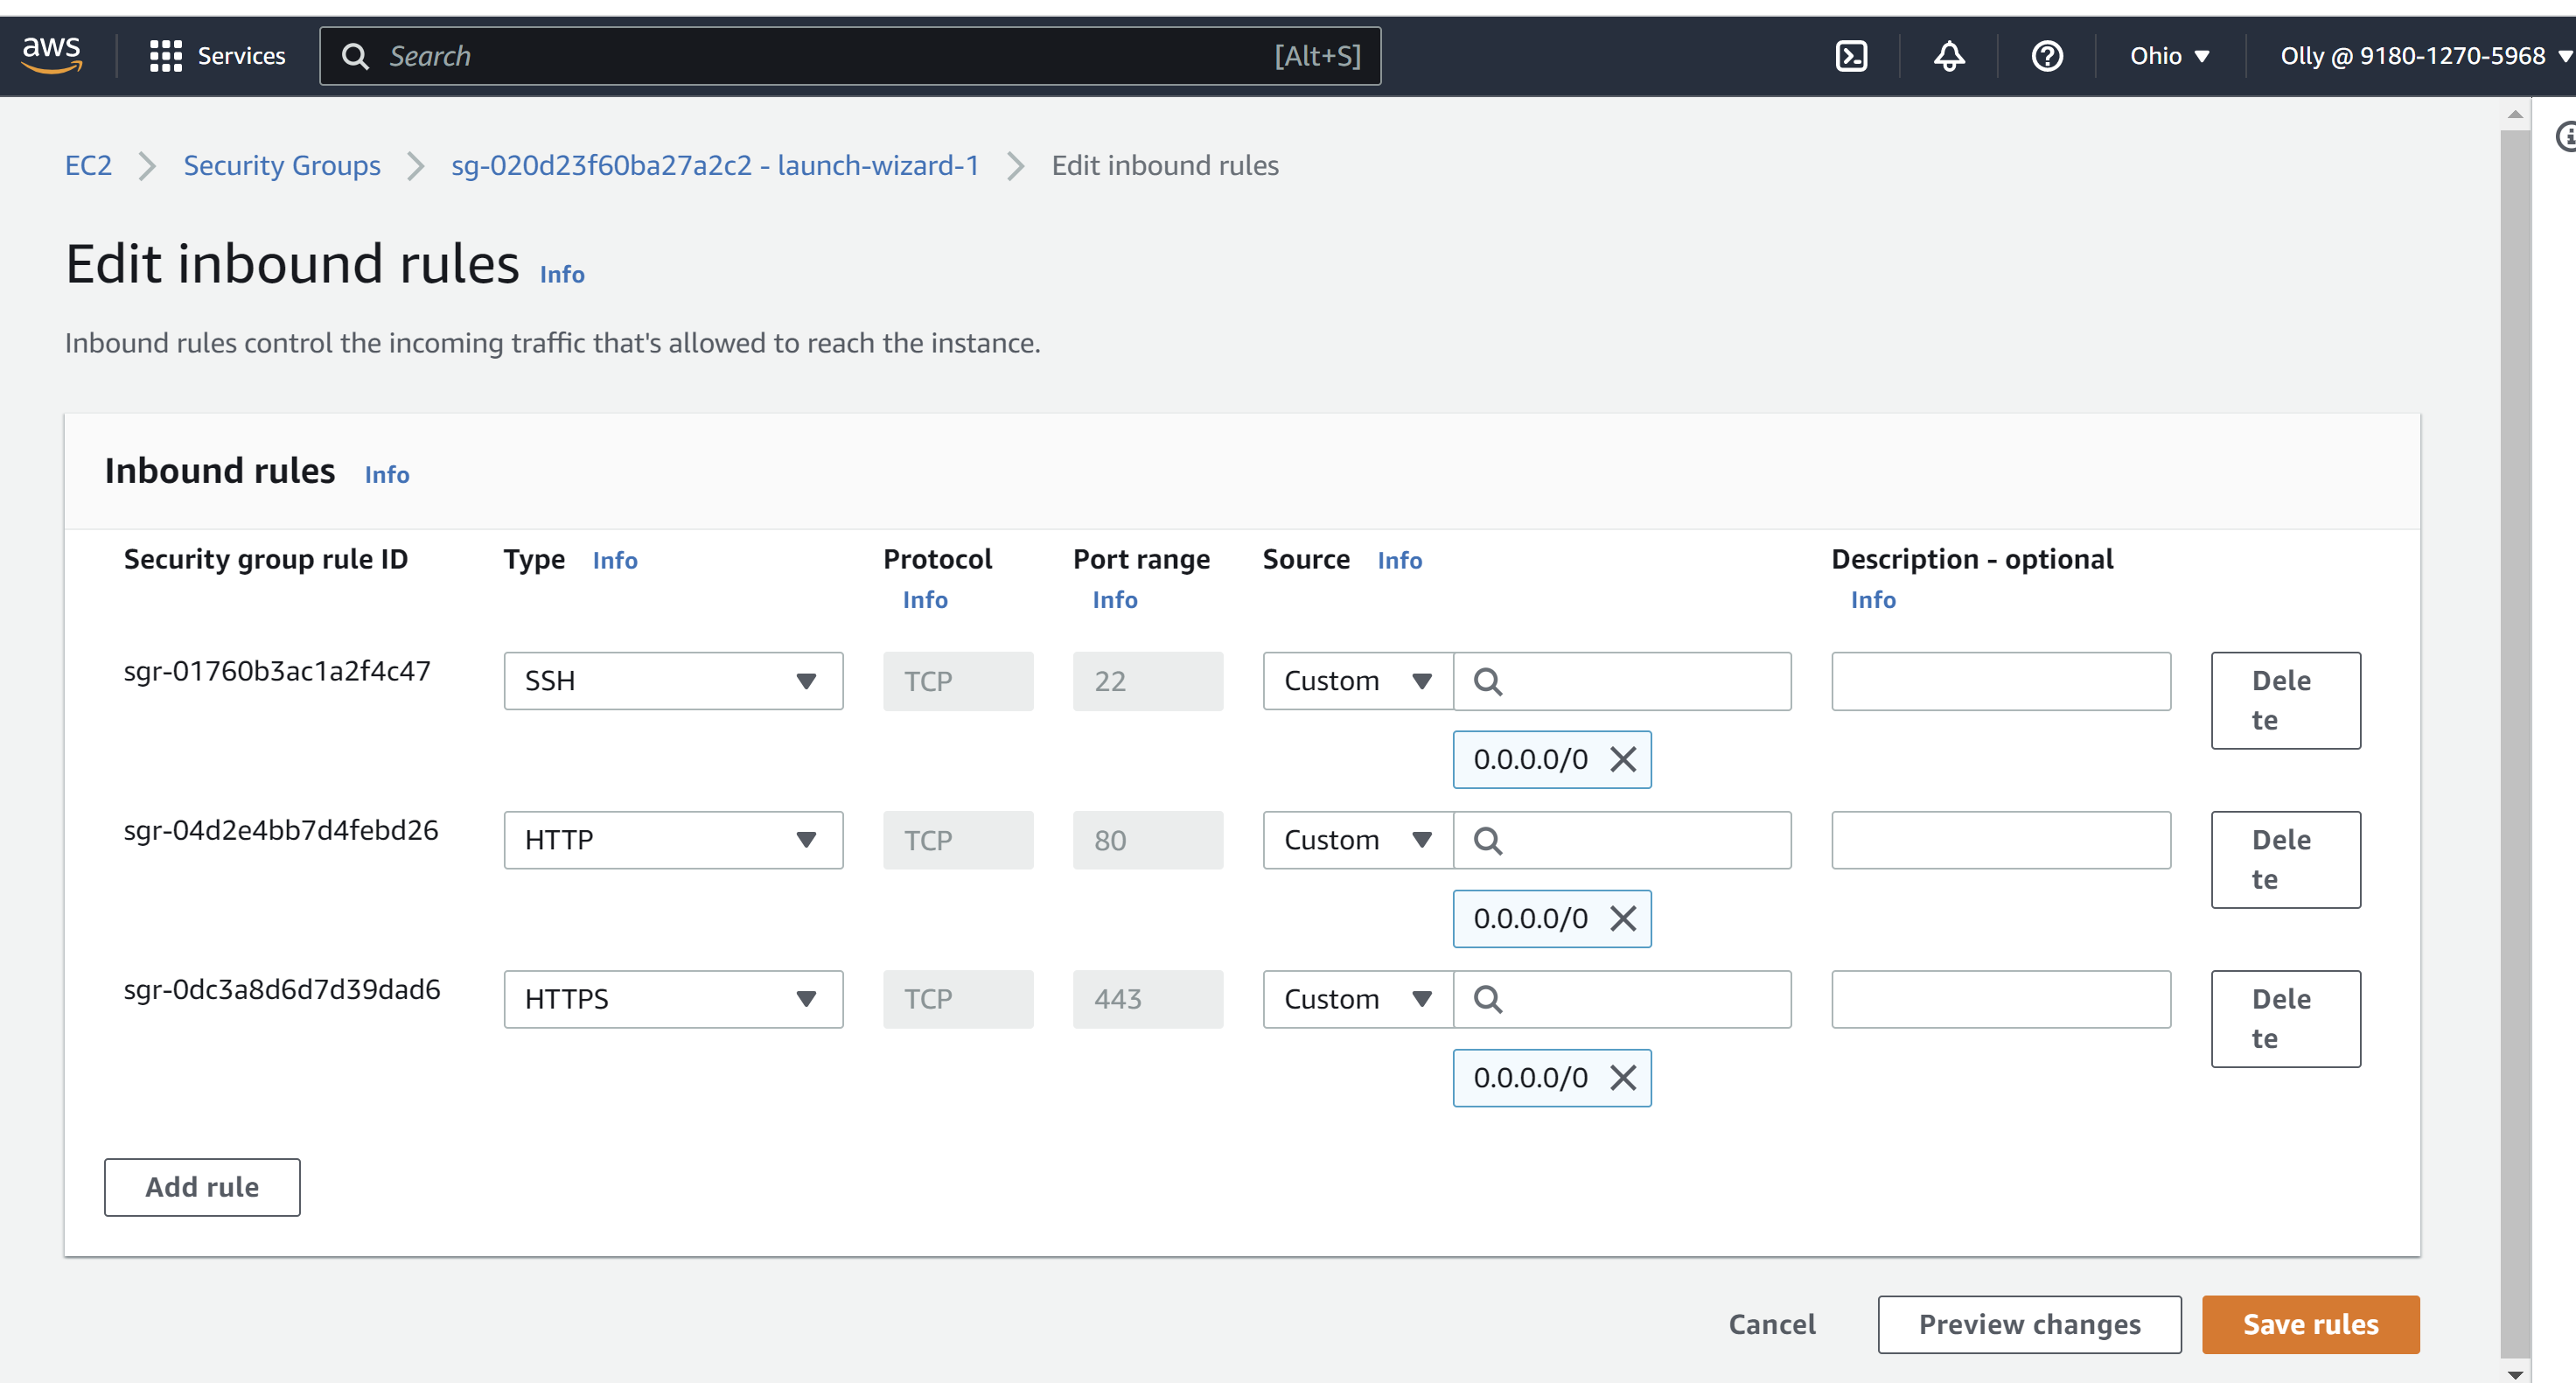 aws Services Search [Alt+S] Ohio Olly @ 9180-1270-5968
EC2 Security Groups sg-020d23f60ba27a2c2 - launch-wizard-1 Edit inbound rules
Edit inbound rules Info
Inbound rules control the incoming traffic that's allowed to reach the instance.
Inbound rules Info
Security group rule ID Type Info Protocol Info Port range Info Source Info Description - optional Info
sgr-01760b3ac1a2f4c47 SSH TCP 22 Custom Delete
0.0.0.0/0
sgr-04d2e4bb7d4febd26 HTTP TCP 80 Custom Delete
0.0.0.0/0
sgr-0dc3a8d6d7d39dad6 HTTPS TCP 443 Custom Delete
0.0.0.0/0
Add rule
Cancel Preview changes Save rules